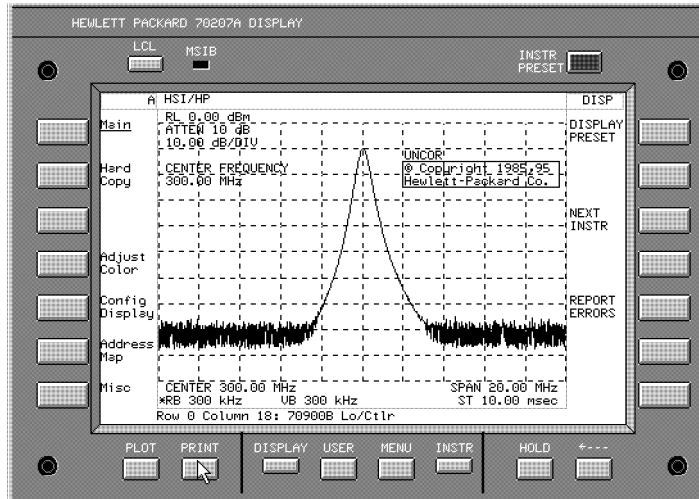 HEWLETT PACKARD 70207A DISPLAY
LCL
MSIB
INSTR
PRESET
A HSI/HP
DISP
RL 0.00 dBm
ATTEN 10 dB
10.00 dB/DIV
Main
DISPLAY
PRESET
UNCOR
© Copyright 1985,95
Hewlett-Packard Co.
CENTER FREQUENCY
300.00 MHz
Hard
Copy
NEXT
INSTR
Adjust
Color
Config
Display
REPORT
ERRORS
Address
Map
Misc
CENTER 300.00 MHz
SPAN 20.00 MHz
*RB 300 kHz VB 300 kHz
ST 10.00 msec
Row 0 Column 18: 70900B Lo/Ctlr
PLOT PRINT DISPLAY USER MENU INSTR HOLD <---